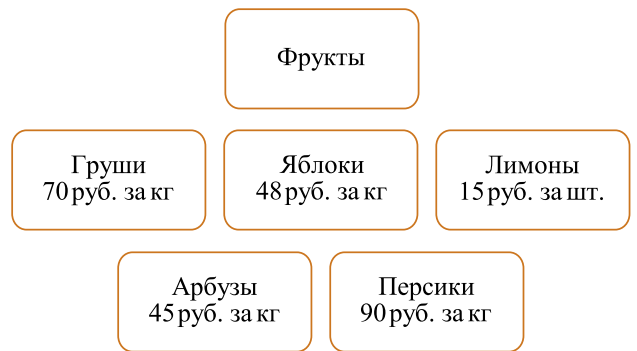 Фрукты
Груши
70 руб. за кг
Яблоки
48 руб. за кг
Лимоны
15 руб. за шт.
Арбузы
45 руб. за кг
Персики
90 руб. за кг